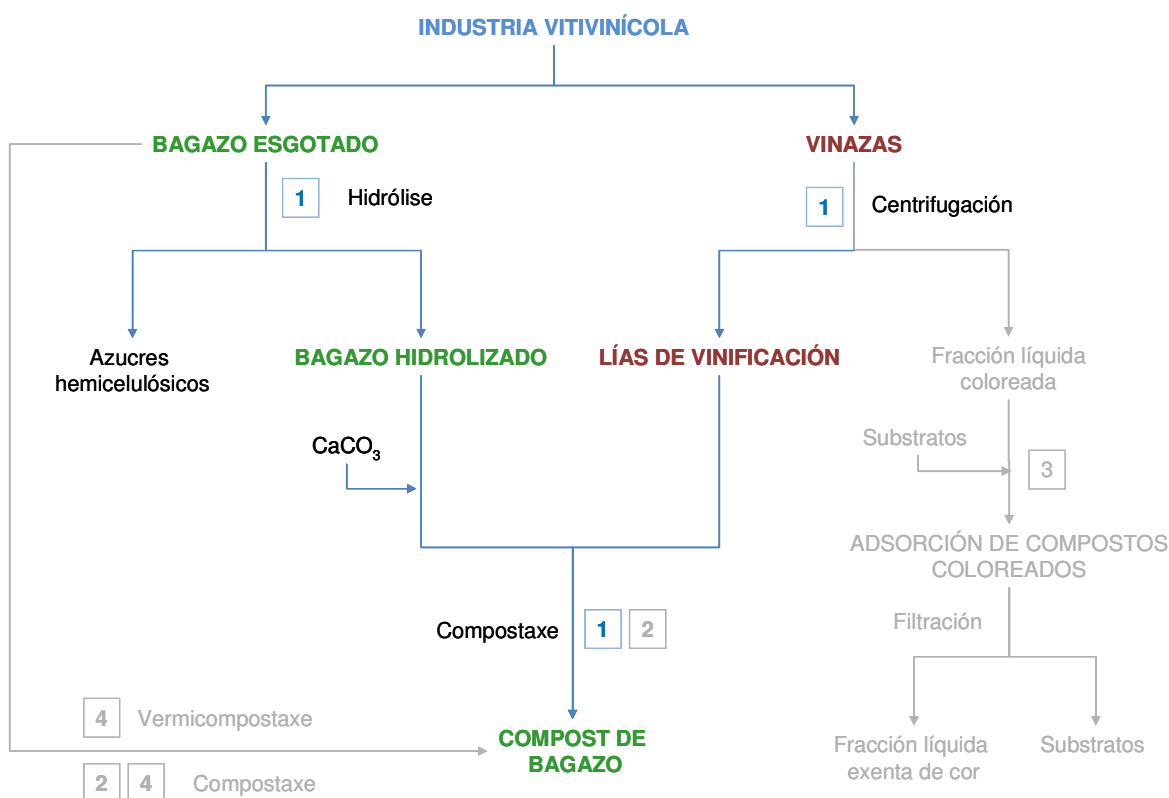 INDUSTRIA VITIVINÍCOLA
BAGAZO ESGOTADO
VINAZAS
1 Hidrólise
1 Centrifugación
Azucres
hemicelulósicos
BAGAZO HIDROLIZADO
LÍAS DE VINIFICACIÓN
Fracción líquida
coloreada
CaCO3
Substratos
3
ADSORCIÓN DE COMPOSTOS
COLOREADOS
Compostaxe 1 2
Filtración
4 Vermicompostaxe
COMPOST DE
BAGAZO
Fracción líquida
exenta de cor
Substratos
2 4 Compostaxe